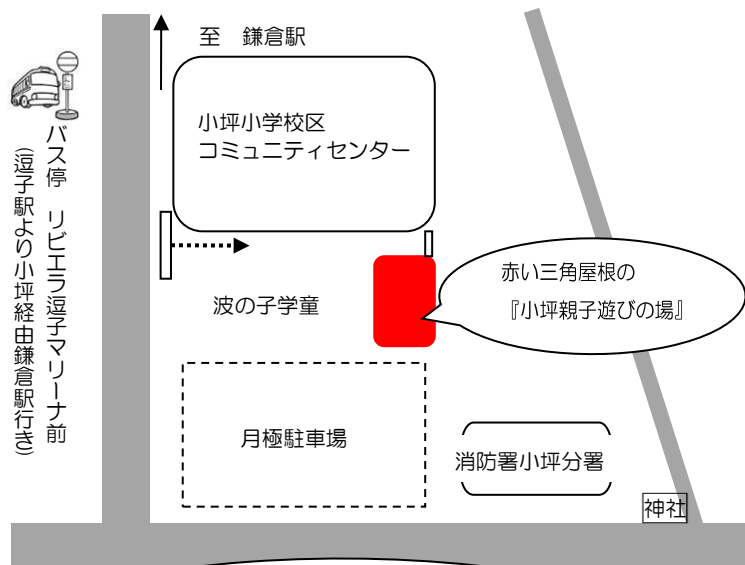 至　鎌倉駅
小坪小学校区
コミュニティセンター
バス停　リビエラ逗子マリーナ前
（逗子駅より小坪経由鎌倉駅行き）
赤い三角屋根の
『小坪親子遊びの場』
波の子学童
月極駐車場
消防署小坪分署
神社